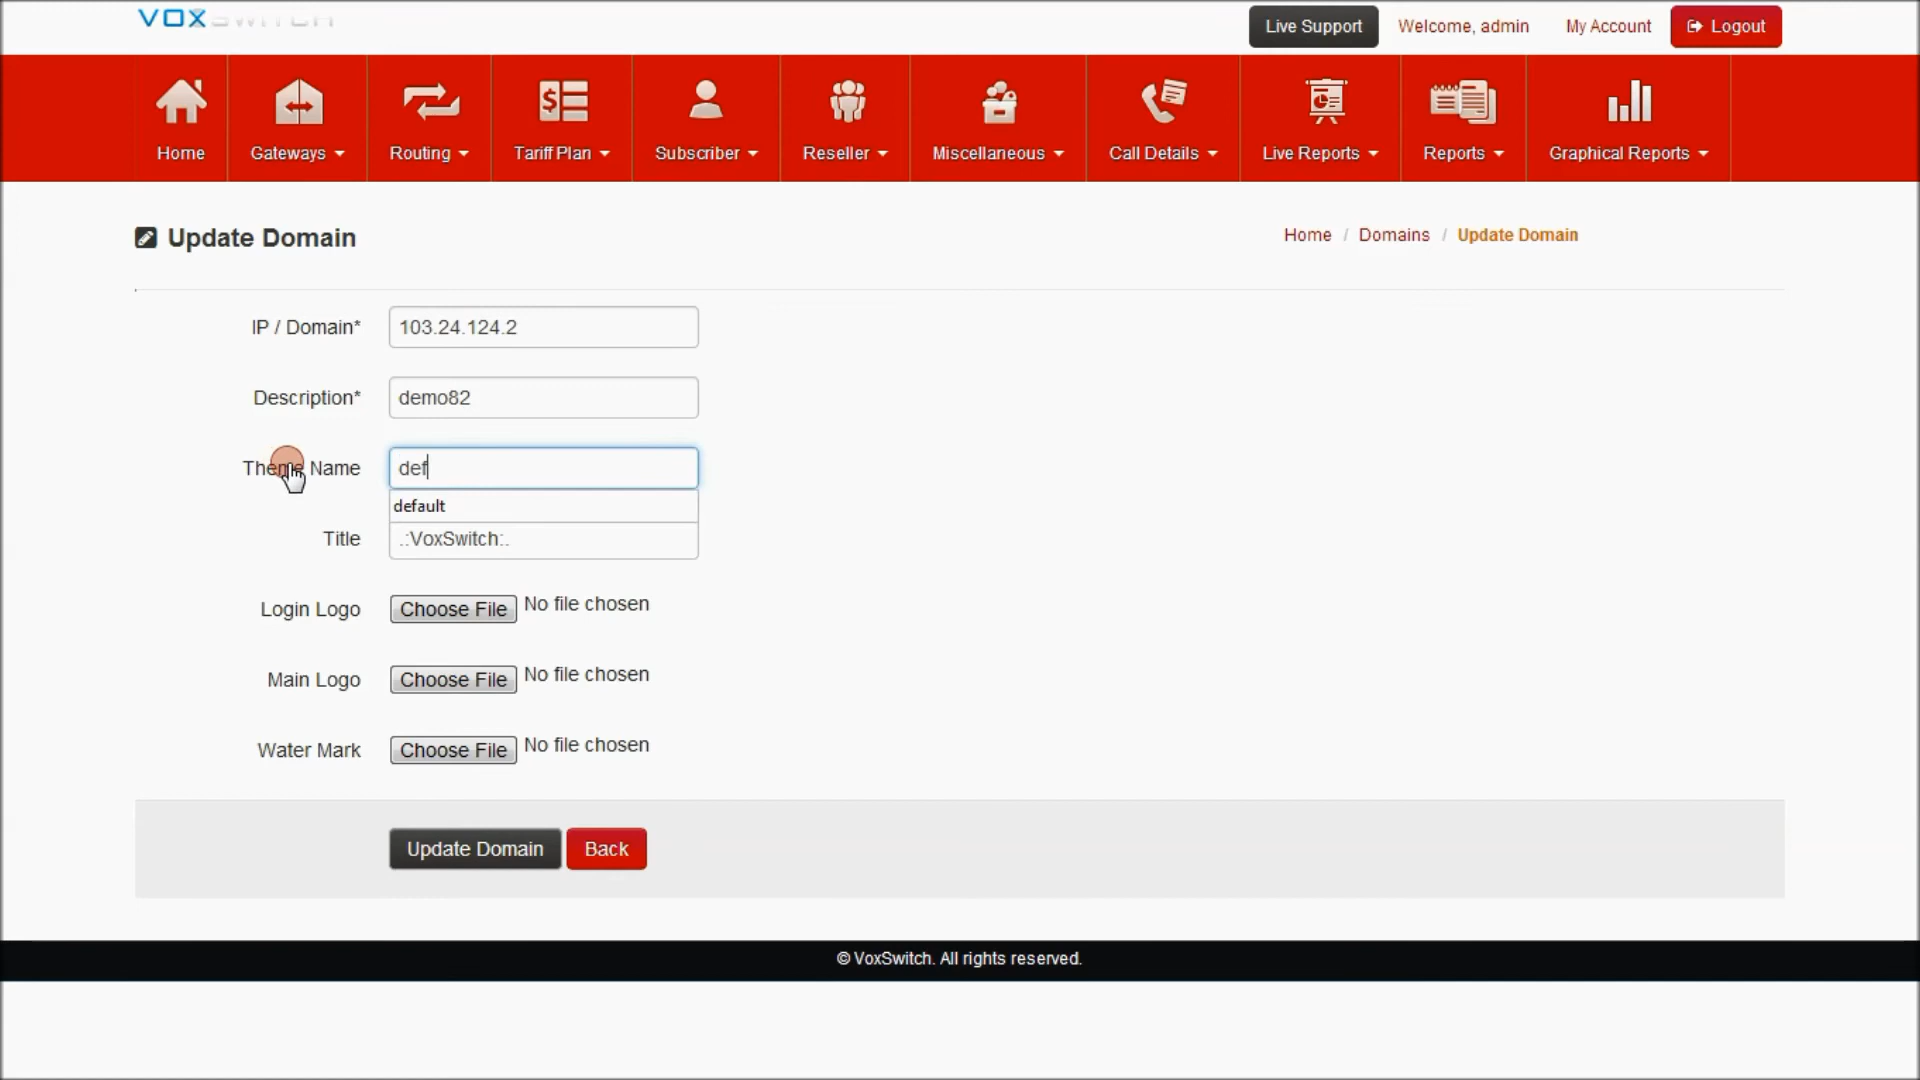 VOXSWITCH
Live Support
Welcome, admin
My Account
Logout
Home
Gateways
Routing
Tariff Plan
Subscriber
Reseller
Miscellaneous
Call Details
Live Reports
Reports
Graphical Reports
Update Domain
Home / Domains / Update Domain
IP / Domain* 103.24.124.2
Description* demo82
Theme Name def
default
Title .:VoxSwitch:.
Login Logo Choose File No file chosen
Main Logo Choose File No file chosen
Water Mark Choose File No file chosen
Update Domain Back
© VoxSwitch. All rights reserved.